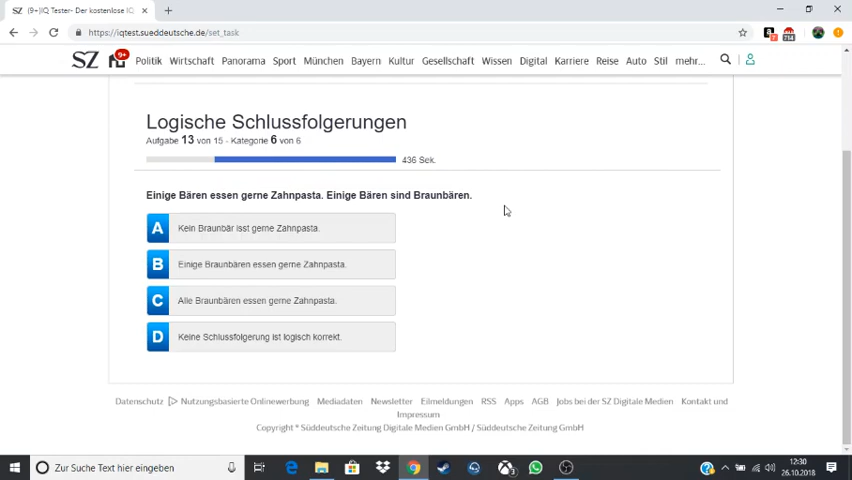 (9+)IQ Tester- Der kostenlose IQ
https://iqtest.sueddeutsche.de/set_task
7
714
SZ 9+ Politik Wirtschaft Panorama Sport München Bayern Kultur Gesellschaft Wissen Digital Karriere Reise Auto Stil mehr...
Logische Schlussfolgerungen
Aufgabe 13 von 15 - Kategorie 6 von 6
436 Sek.
Einige Bären essen gerne Zahnpasta. Einige Bären sind Braunbären.
A Kein Braunbär isst gerne Zahnpasta.
B Einige Braunbären essen gerne Zahnpasta.
C Alle Braunbären essen gerne Zahnpasta.
D Keine Schlussfolgerung ist logisch korrekt.
Datenschutz Nutzungsbasierte Onlinewerbung Mediadaten Newsletter Eilmeldungen RSS Apps AGB Jobs bei der SZ Digitale Medien Kontakt und
Impressum
Copyright © Süddeutsche Zeitung Digitale Medien GmbH / Süddeutsche Zeitung GmbH
Zur Suche Text hier eingeben
12:30
26.10.2018